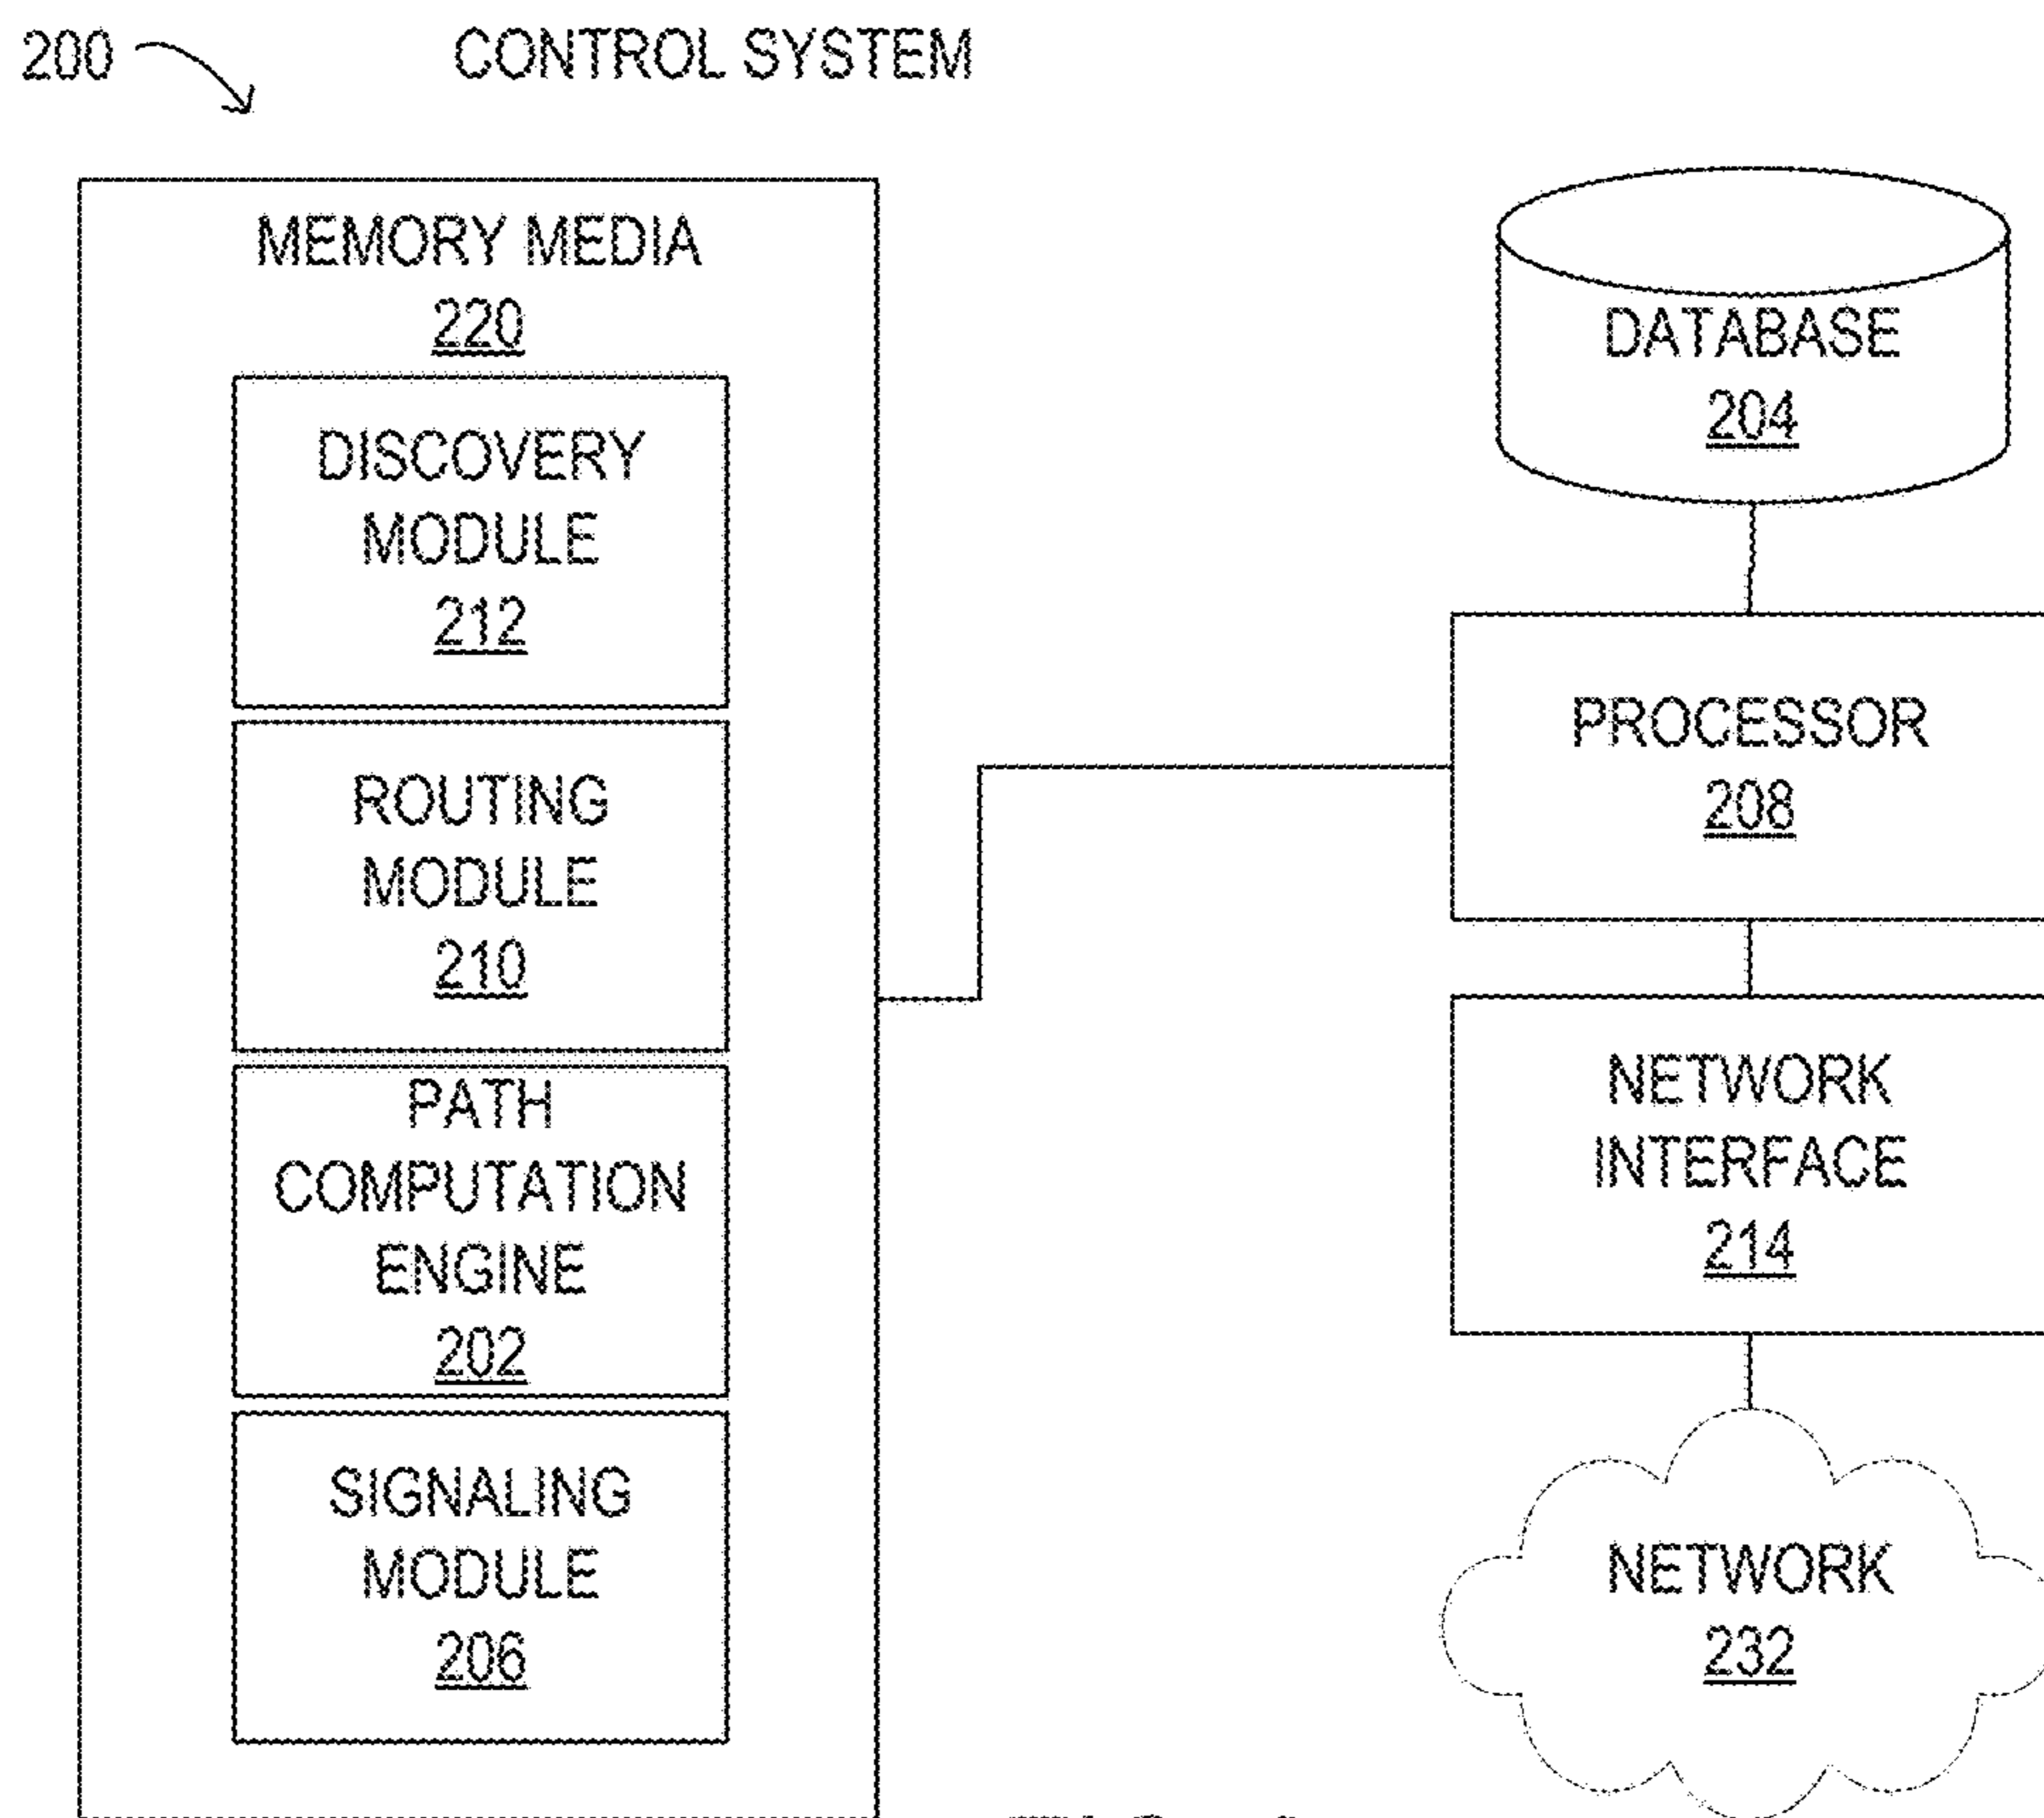 200
CONTROL SYSTEM
MEMORY MEDIA
220
DISCOVERY
MODULE
212
ROUTING
MODULE
210
PATH
COMPUTATION
ENGINE
202
SIGNALING
MODULE
206
DATABASE
204
PROCESSOR
208
NETWORK
INTERFACE
214
NETWORK
232